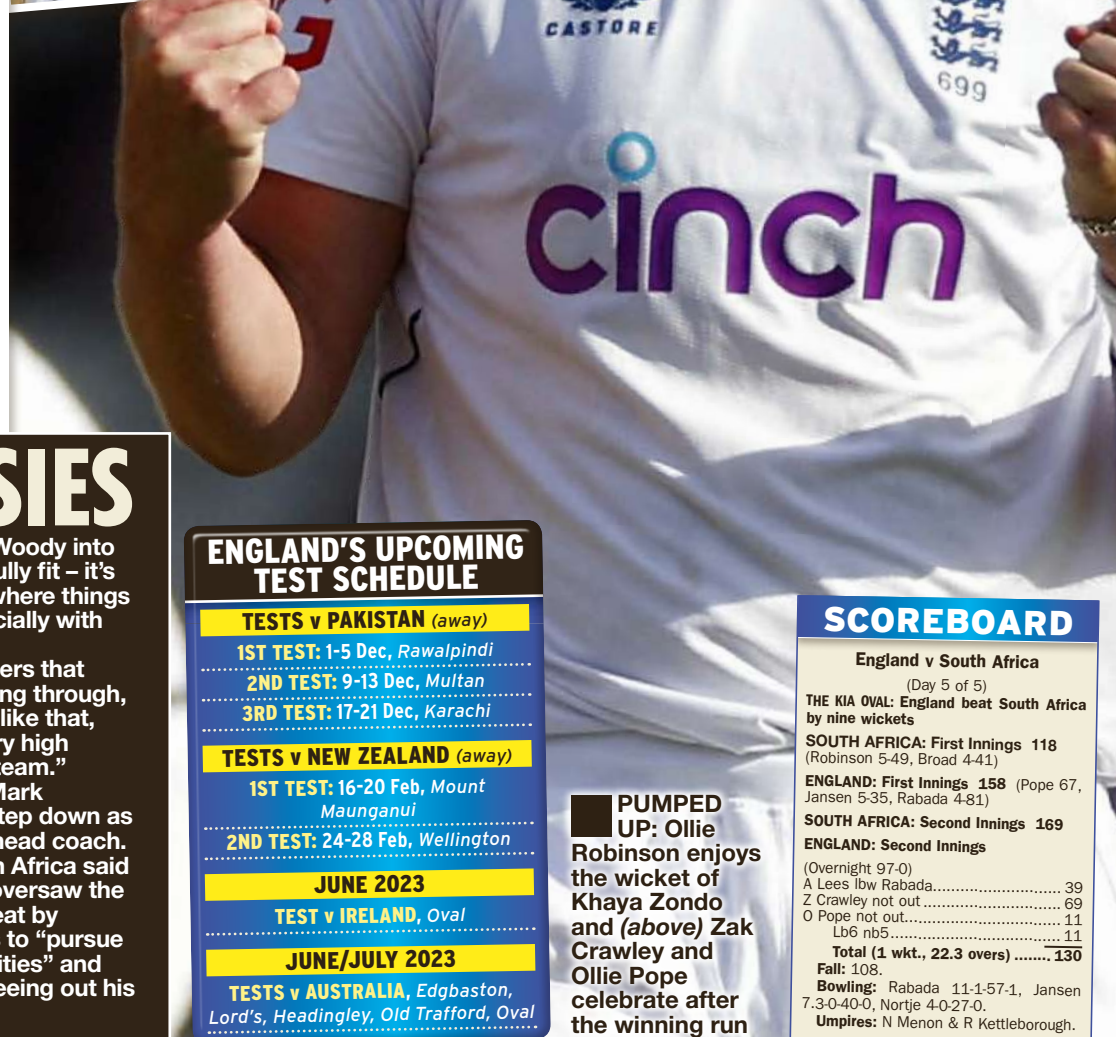 G
CASTORE
699
cinch
SIES
Woody into
ully fit – it’s
where things
cially with
ers that
ng through,
like that,
ry high
team.”
Mark
tep down as
head coach.
h Africa said
oversaw the
eat by
s to “pursue
ities” and
eeing out his
ENGLAND’S UPCOMING
TEST SCHEDULE
TESTS v PAKISTAN (away)
1ST TEST: 1-5 Dec, Rawalpindi
2ND TEST: 9-13 Dec, Multan
3RD TEST: 17-21 Dec, Karachi
TESTS v NEW ZEALAND (away)
1ST TEST: 16-20 Feb, Mount
Maunganui
2ND TEST: 24-28 Feb, Wellington
JUNE 2023
TEST v IRELAND, Oval
JUNE/JULY 2023
TESTS v AUSTRALIA, Edgbaston,
Lord’s, Headingley, Old Trafford, Oval
PUMPED
UP: Ollie
Robinson enjoys
the wicket of
Khaya Zondo
and (above) Zak
Crawley and
Ollie Pope
celebrate after
the winning run
SCOREBOARD
England v South Africa
(Day 5 of 5)
THE KIA OVAL: England beat South Africa
by nine wickets
SOUTH AFRICA: First Innings 118
(Robinson 5-49, Broad 4-41)
ENGLAND: First Innings 158 (Pope 67,
Jansen 5-35, Rabada 4-81)
SOUTH AFRICA: Second Innings 169
ENGLAND: Second Innings
(Overnight 97-0)
A Lees lbw Rabada............................ 39
Z Crawley not out .............................. 69
O Pope not out.................................. 11
Lb6 nb5........................................... 11
Total (1 wkt., 22.3 overs) ....... 130
Fall: 108.
Bowling: Rabada 11-1-57-1, Jansen
7.3-0-40-0, Nortje 4-0-27-0.
Umpires: N Menon & R Kettleborough.